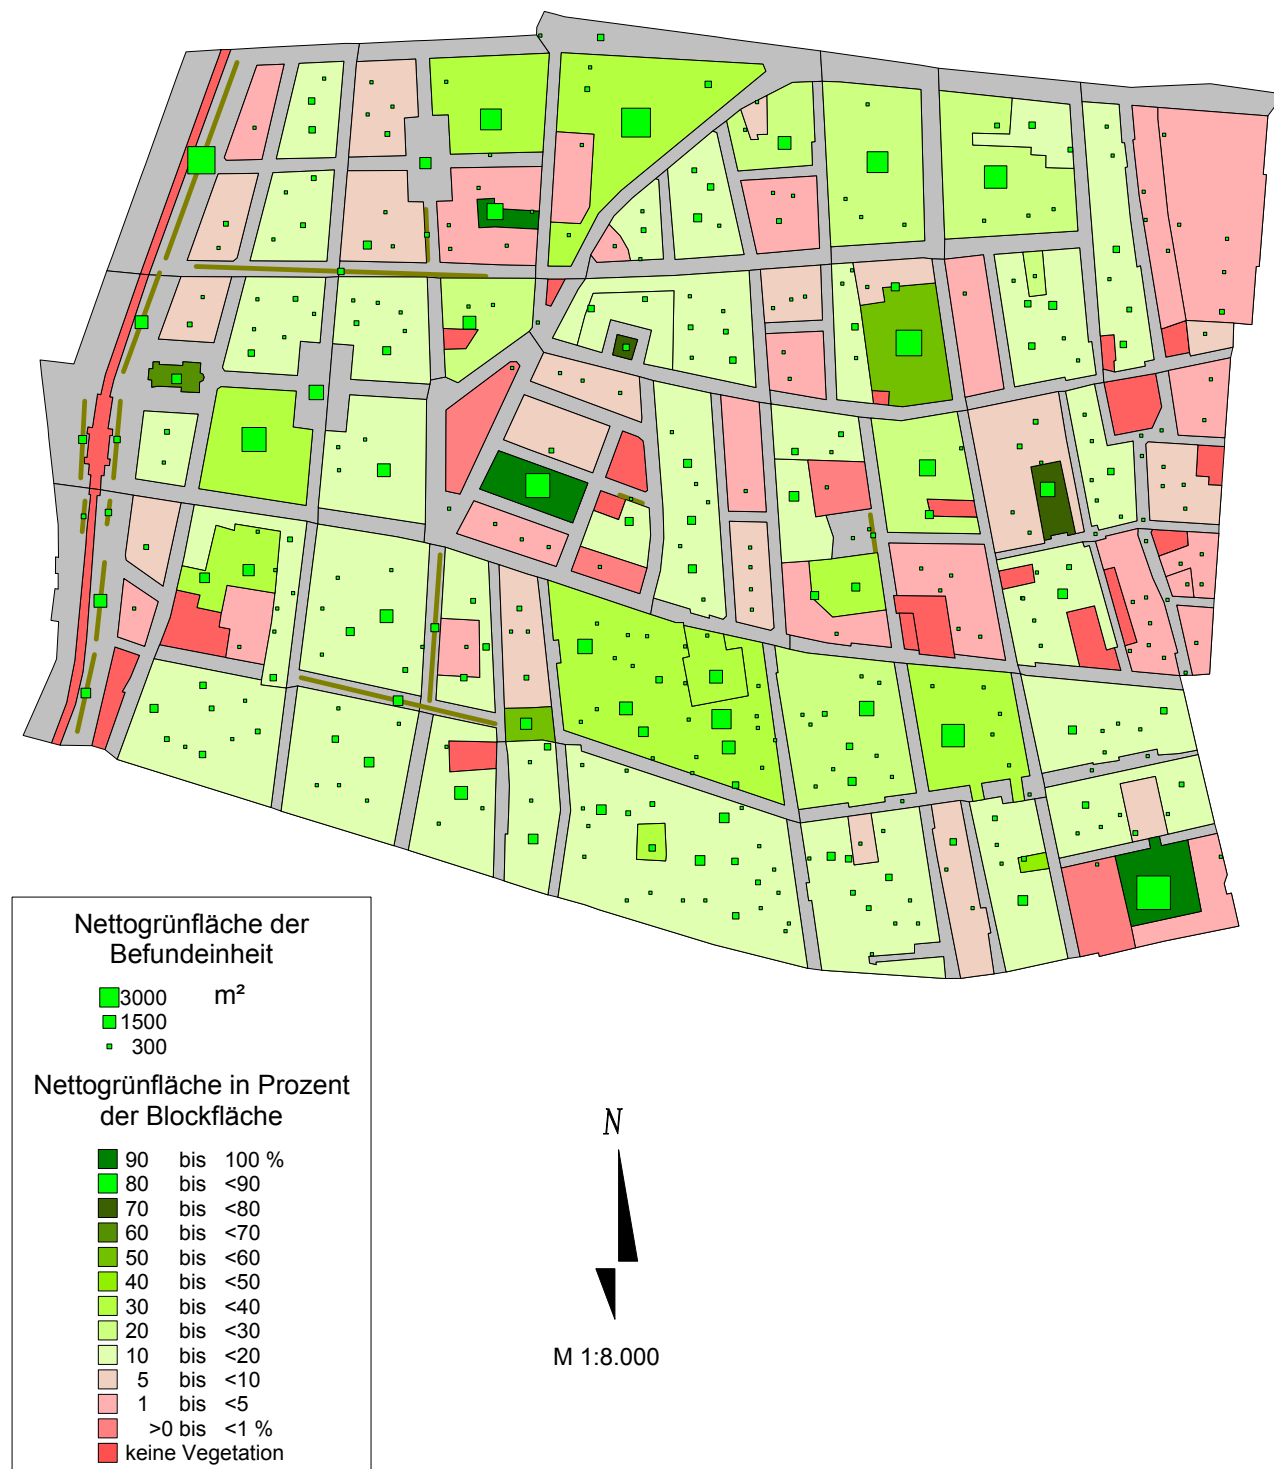 Nettogrünfläche der
Befundeinheit
3000 m²
1500
300
Nettogrünfläche in Prozent
der Blockfläche
90 bis 100 %
80 bis <90
70 bis <80
60 bis <70
50 bis <60
40 bis <50
30 bis <40
20 bis <30
10 bis <20
5 bis <10
1 bis <5
>0 bis <1 %
keine Vegetation
N
M 1:8.000